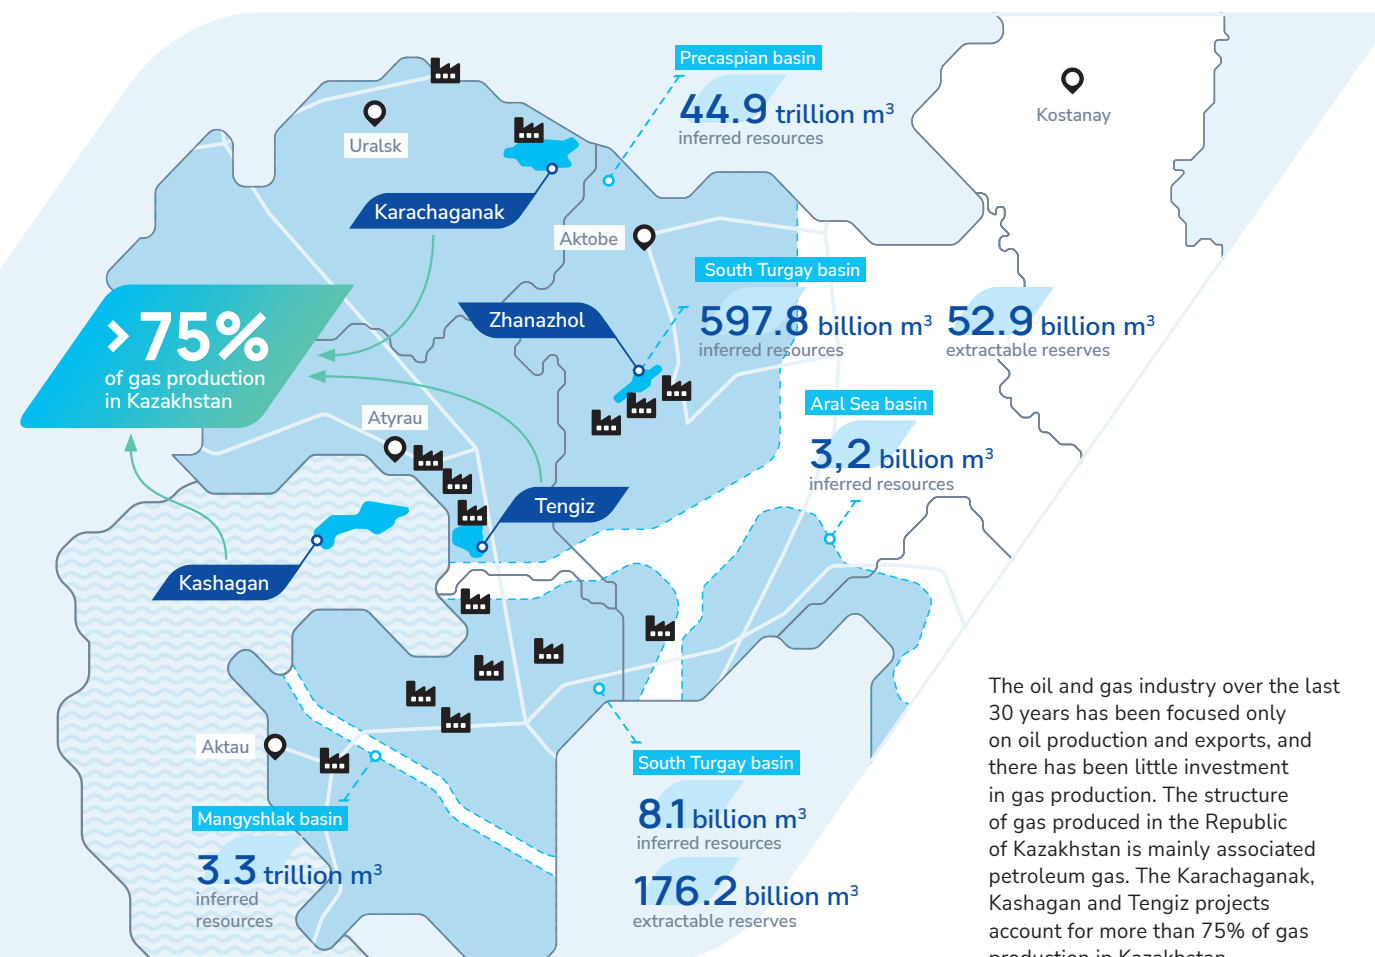 Precaspian basin
44.9 trillion m³
inferred resources
Kostanay
Uralsk
Karachaganak
Aktobe
South Turgay basin
597.8 billion m³ 52.9 billion m³
inferred resources extractable reserves
Zhanazhol
>75%
of gas production
in Kazakhstan
Aral Sea basin
3,2 billion m³
inferred resources
Atyrau
Tengiz
Kashagan
Aktau
Mangyshlak basin
3.3 trillion m³
inferred
resources
South Turgay basin
8.1 billion m³
inferred resources
176.2 billion m³
extractable reserves
The oil and gas industry over the last
30 years has been focused only
on oil production and exports, and
there has been little investment
in gas production. The structure
of gas produced in the Republic
of Kazakhstan is mainly associated
petroleum gas. The Karachaganak,
Kashagan and Tengiz projects
account for more than 75% of gas
production in Kazakhstan